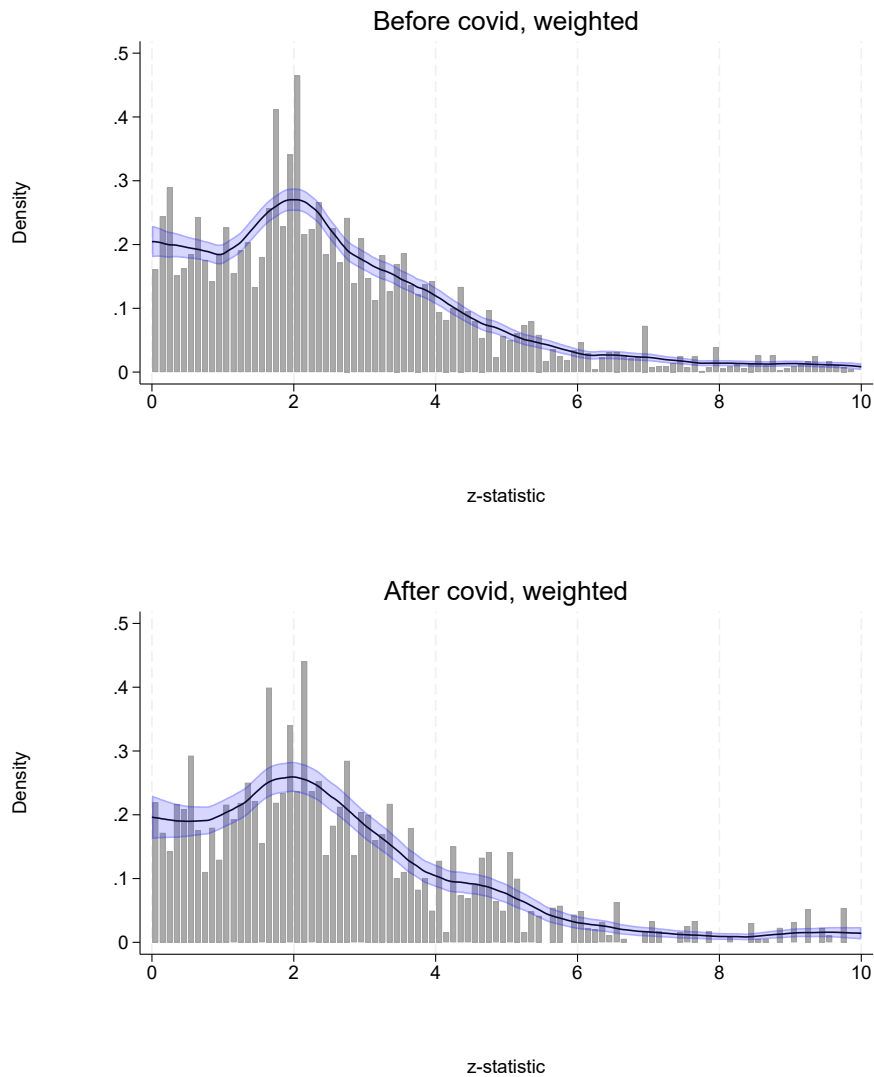 Before covid, weighted
.5
.4
.3
.2
.1
0
Density
0 2 4 6 8 10
z-statistic
After covid, weighted
.5
.4
.3
.2
.1
0
Density
0 2 4 6 8 10
z-statistic